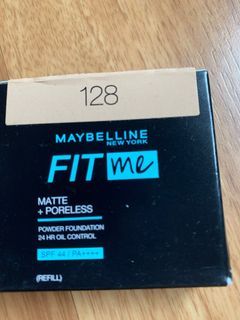 128
MAYBELLINE
NEW YORK
FIT me
MATTE
+ PORELESS
POWDER FOUNDATION
24 HR OIL CONTROL
SPF 44 / PA++++
(REFILL)